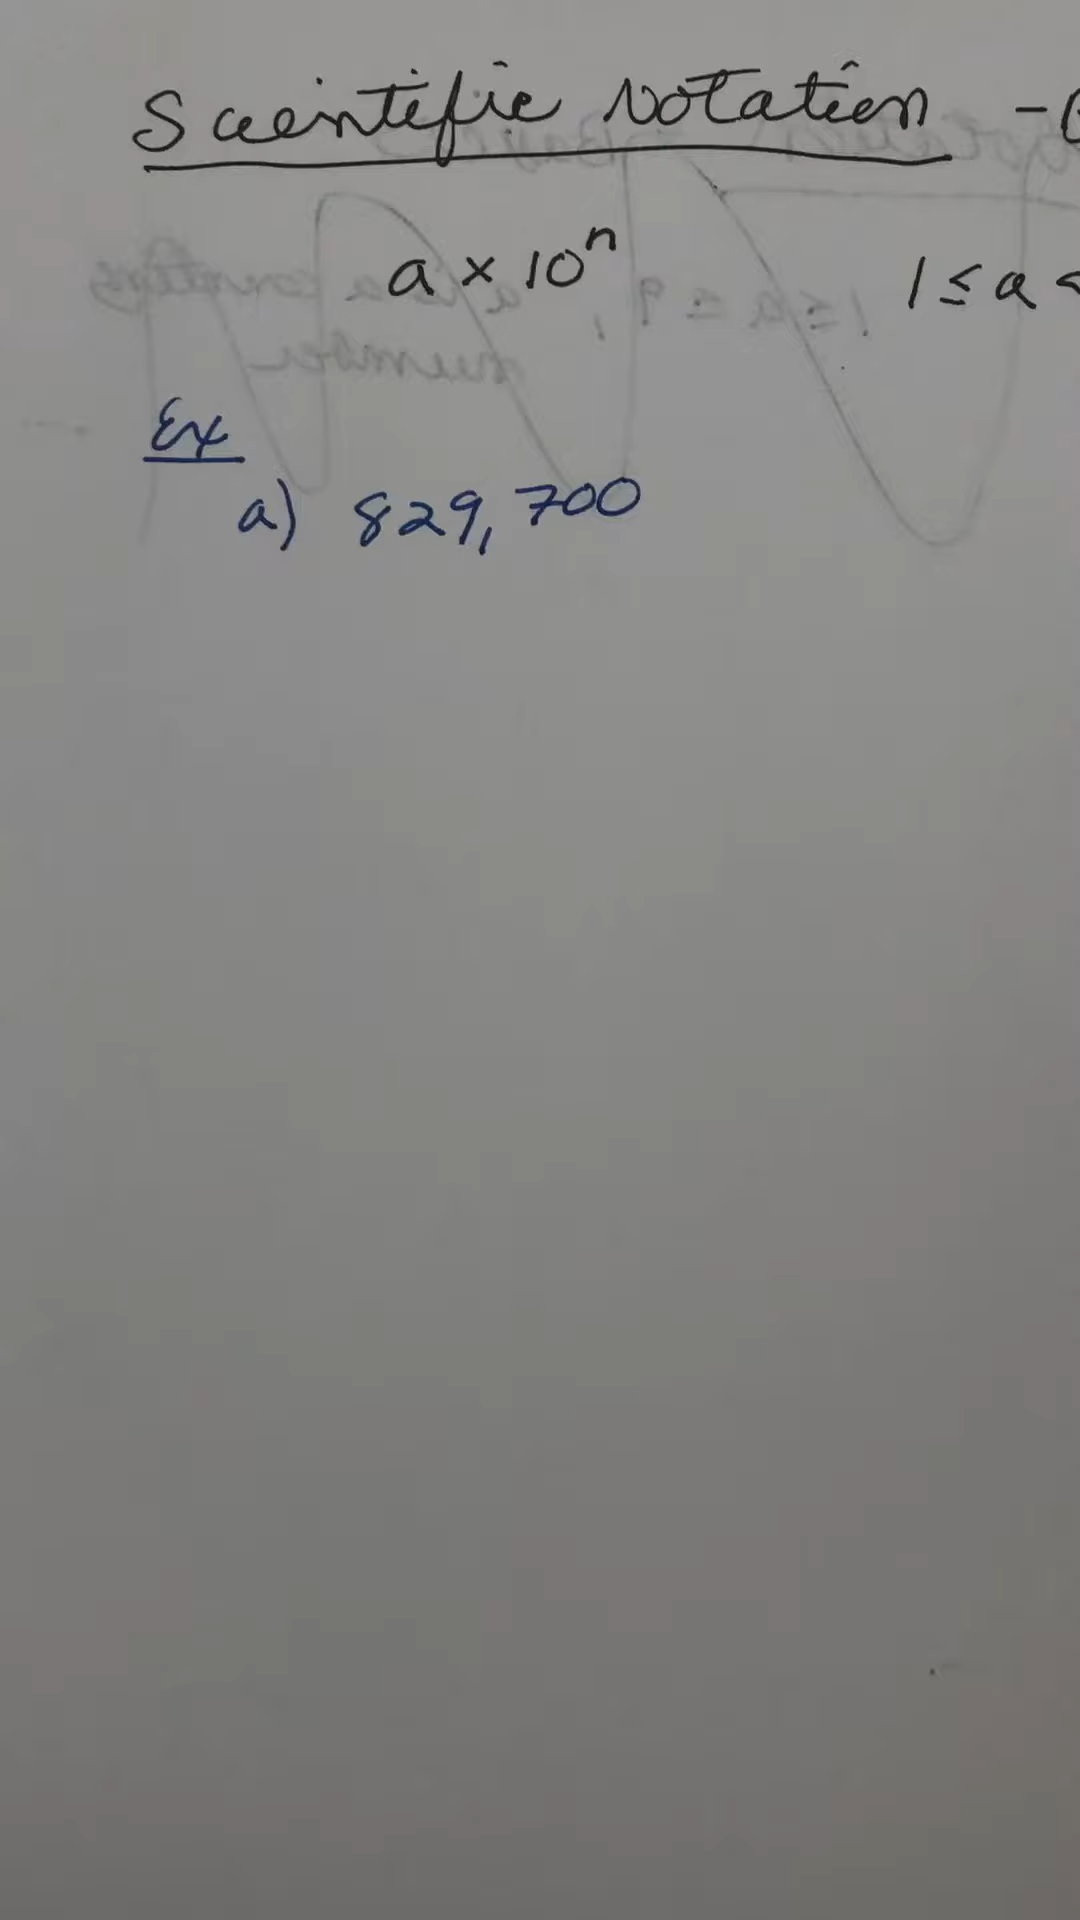 Scientific Notation -
a x 10ⁿ 1 ≤ a <
Ex
a) 829,700